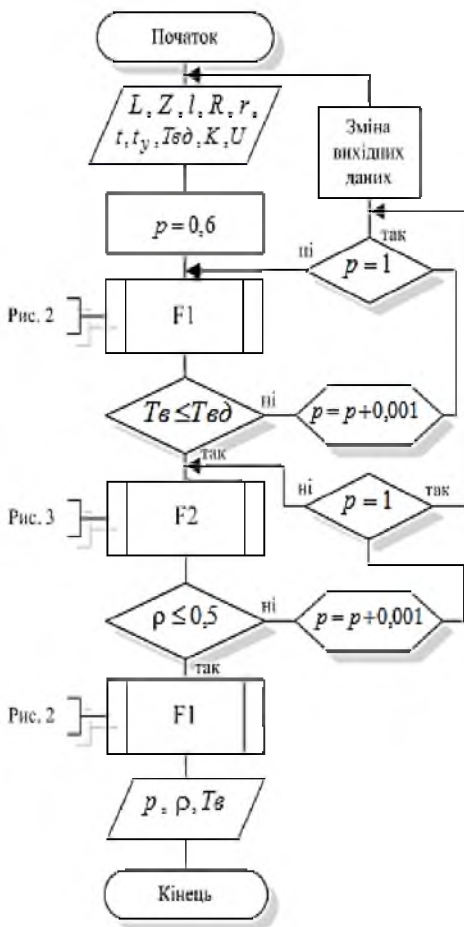 Початок
L, Z, l, R, r,
t, t_y, Tвд, K, U
Зміна
вихідних
даних
p = 0,6
ні
так
p = 1
Рис. 2
F1
Tв ≤ Tвд
ні
p = p+0,001
так
ні
p = 1
так
Рис. 3
F2
ρ ≤ 0,5
ні
p = p+0,001
так
Рис. 2
F1
p, ρ, Tв
Кінець